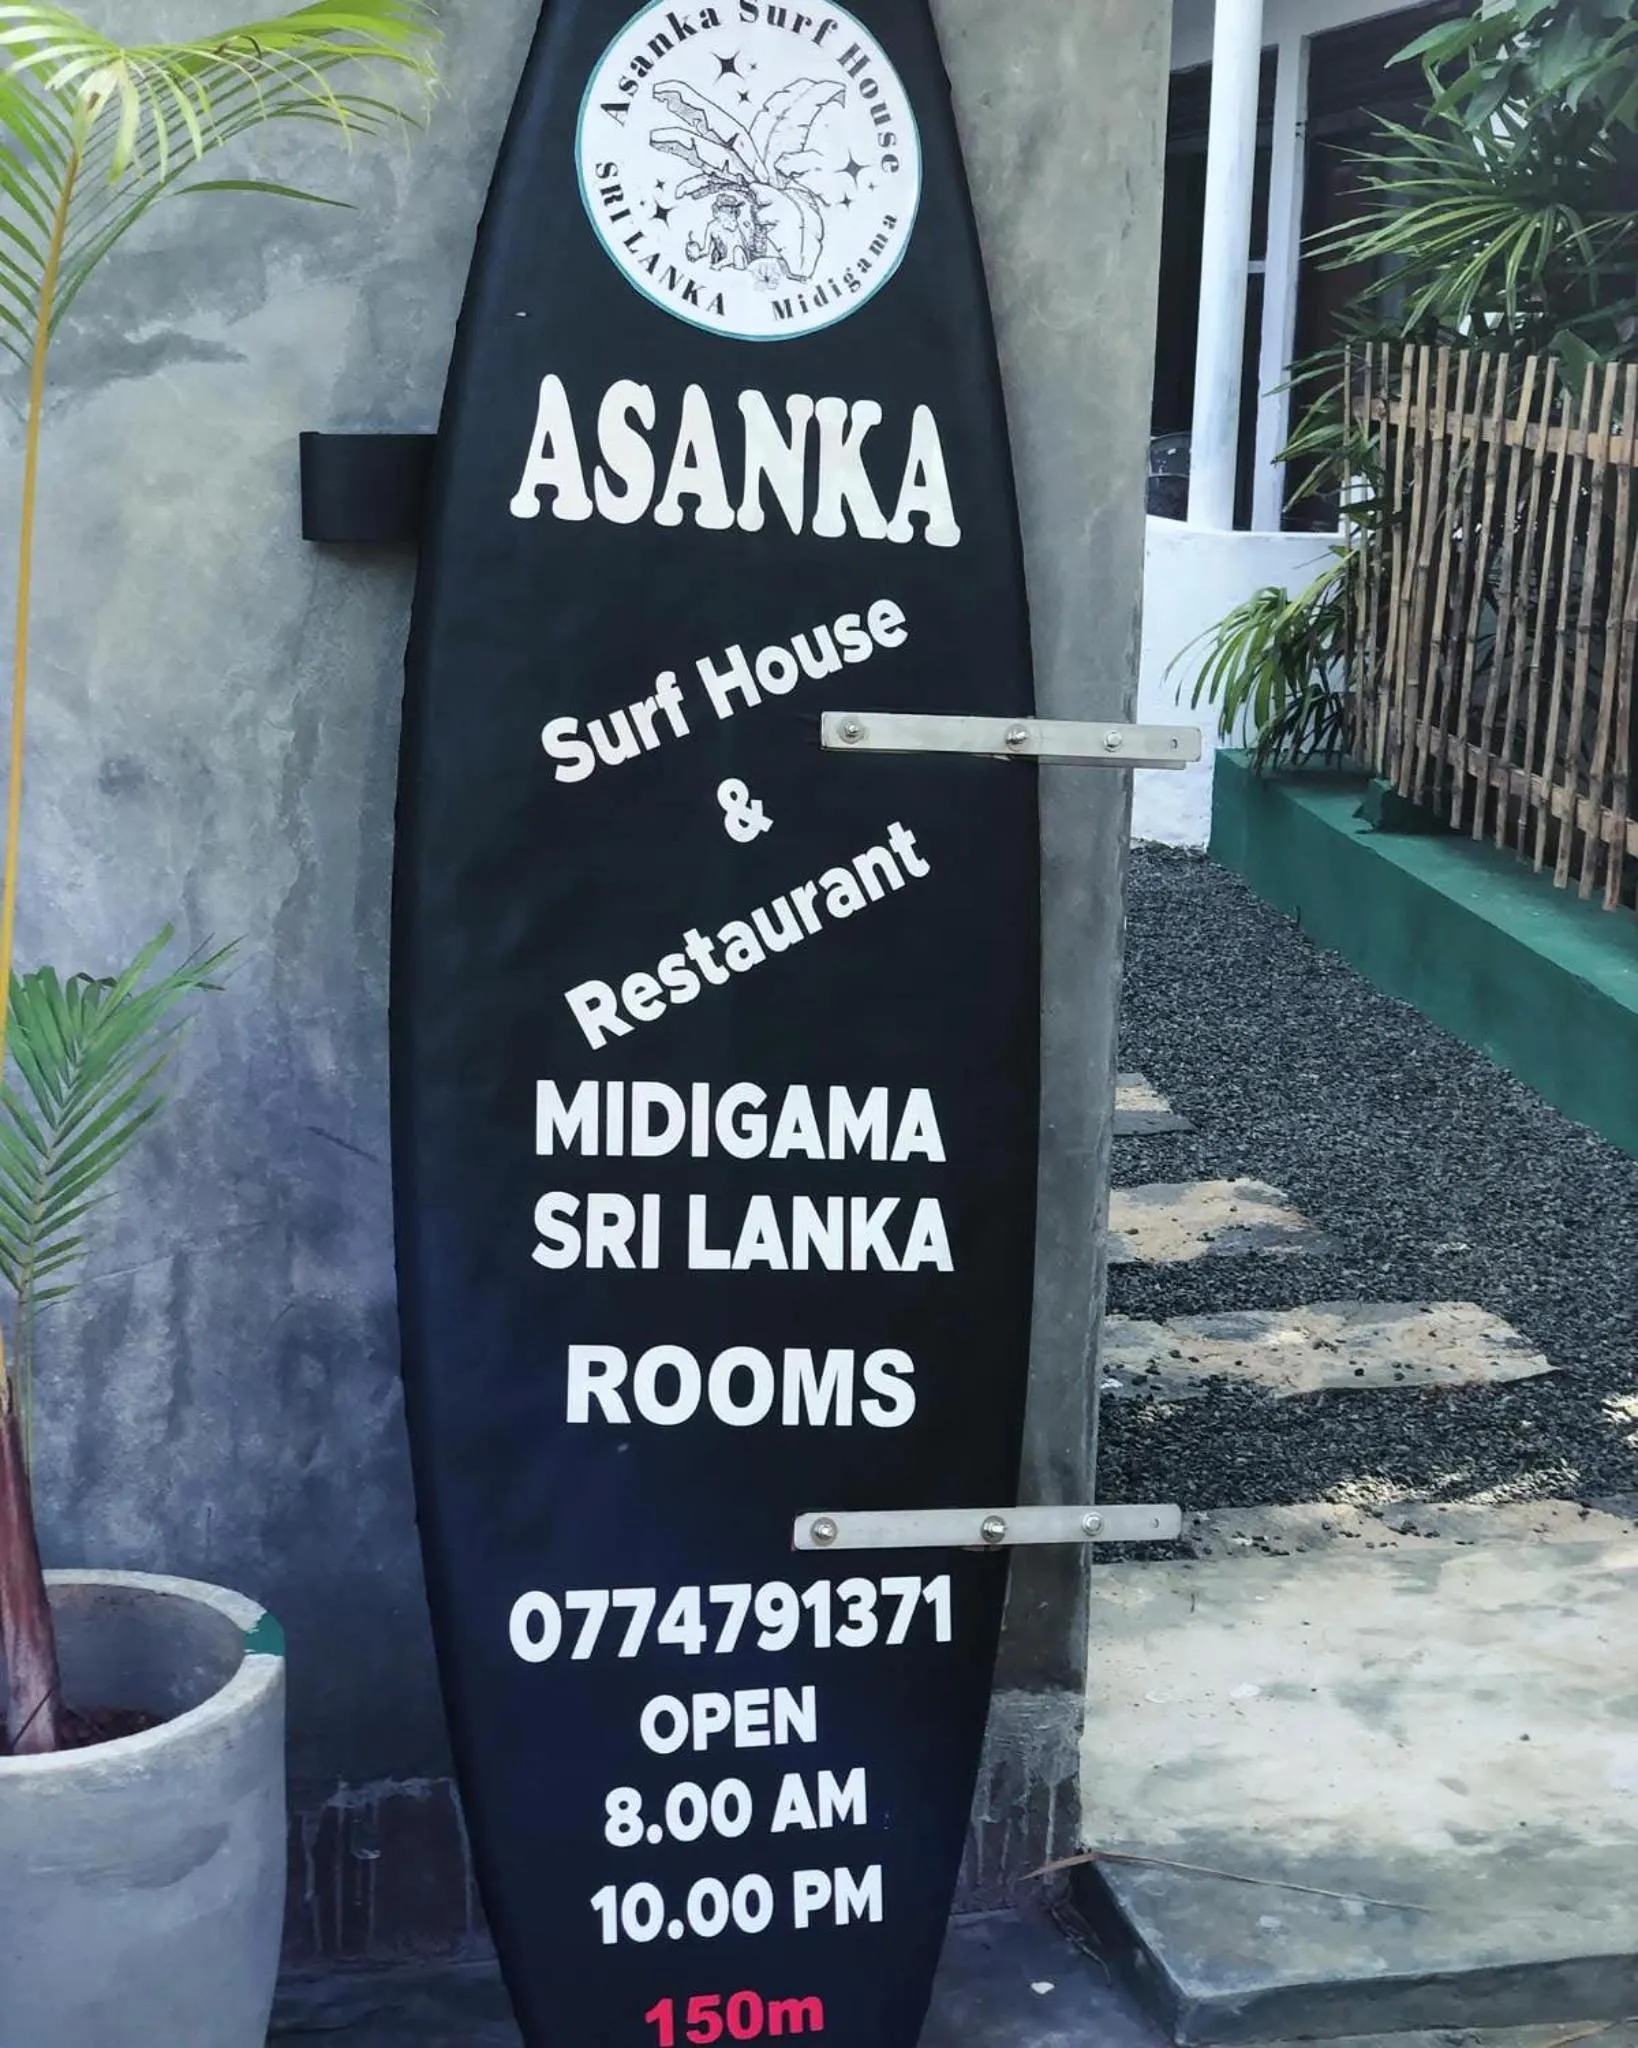 Asanka Surf House
SRI LANKA Midigama
ASANKA
Surf House
&
Restaurant
MIDIGAMA
SRI LANKA
ROOMS
0774791371
OPEN
8.00 AM
10.00 PM
150m